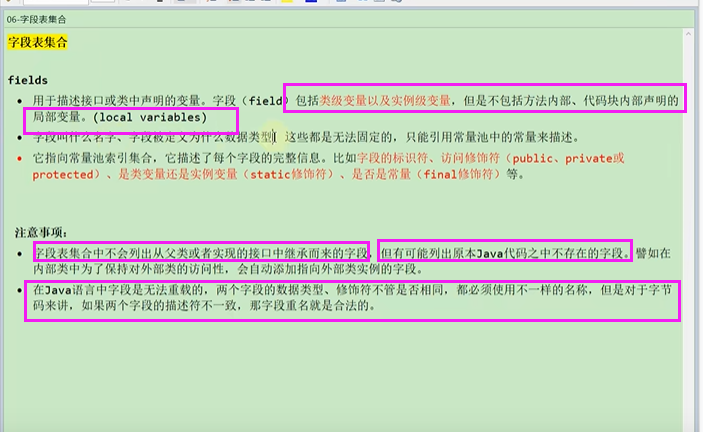 06-字段表集合
字段表集合
fields
用于描述接口或类中声明的变量。字段（field）包括类级变量以及实例级变量，但是不包括方法内部、代码块内部声明的
局部变量。(local variables)
字段叫什么名字、字段被定义为什么数据类型，这些都是无法固定的，只能引用常量池中的常量来描述。
它指向常量池索引集合，它描述了每个字段的完整信息。比如字段的标识符、访问修饰符（public、private或
protected）、是类变量还是实例变量（static修饰符）、是否是常量（final修饰符）等。
注意事项：
字段表集合中不会列出从父类或者实现的接口中继承而来的字段，但有可能列出原本Java代码之中不存在的字段。譬如在
内部类中为了保持对外部类的访问性，会自动添加指向外部类实例的字段。
在Java语言中字段是无法重载的，两个字段的数据类型、修饰符不管是否相同，都必须使用不一样的名称，但是对于字节
码来讲，如果两个字段的描述符不一致，那字段重名就是合法的。